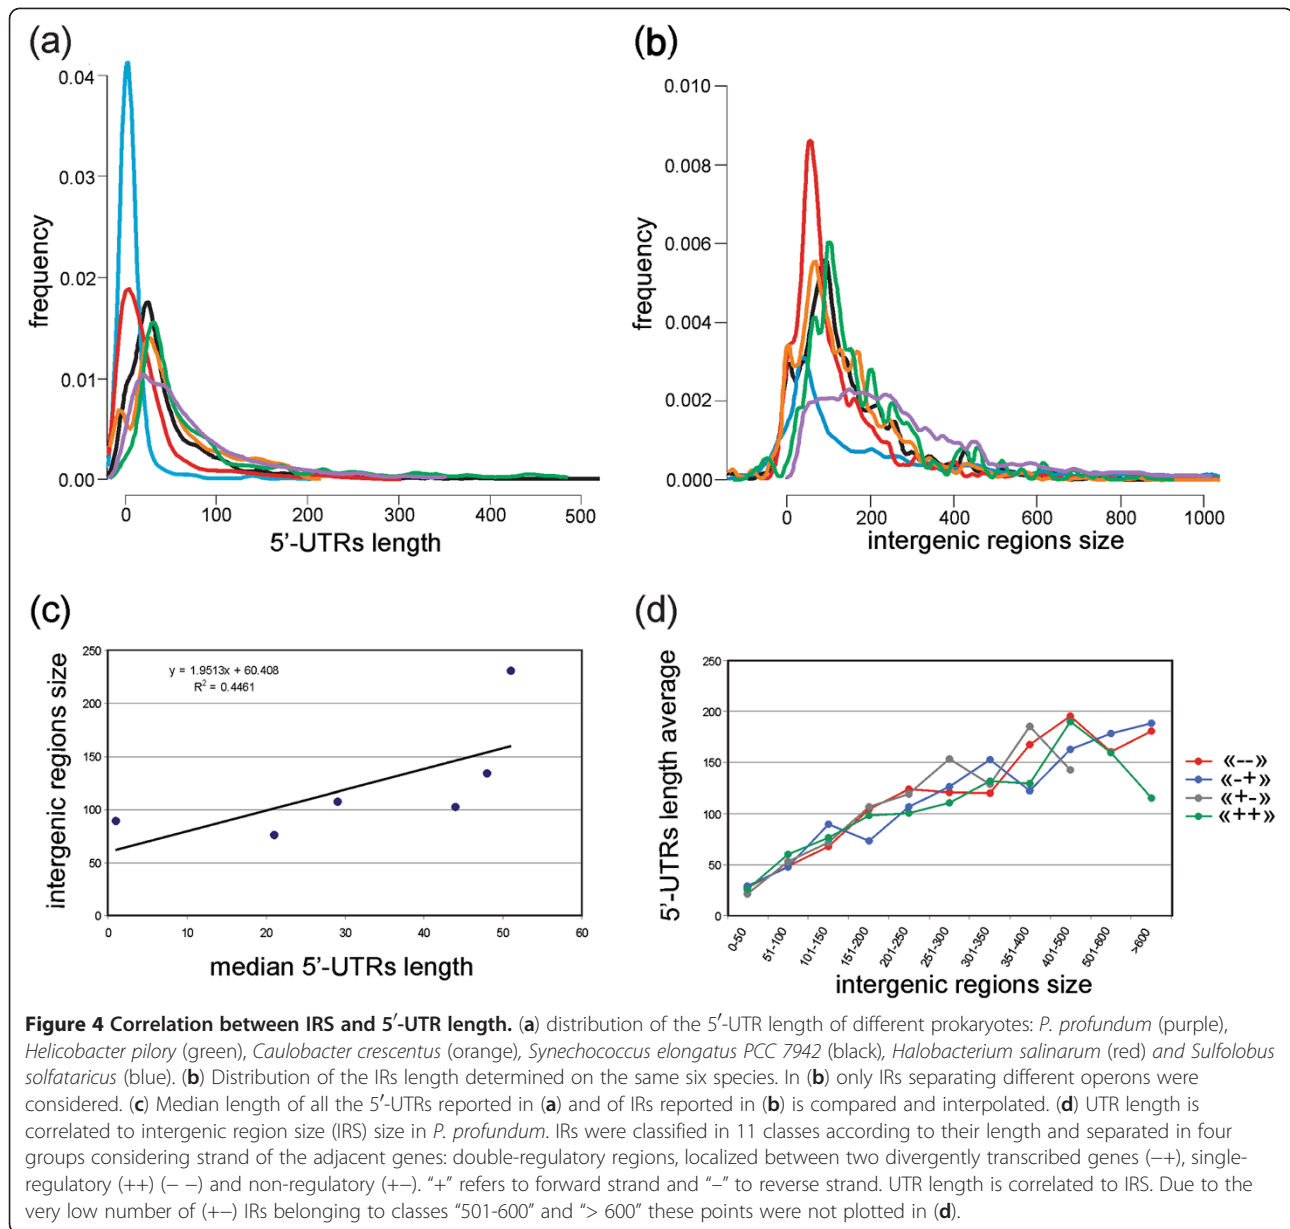 (a)
0.04
0.03
0.02
0.01
0.00
frequency
0 100 200 300 400 500
5'-UTRs length
(b)
0.010
0.008
0.006
0.004
0.002
0.000
frequency
0 200 400 600 800 1000
intergenic regions size
(c)
250
200
150
100
50
0
intergenic regions size
y = 1.9513x + 60.408
R² = 0.4461
0 10 20 30 40 50 60
median 5'-UTRs length
(d)
250
200
150
100
50
0
5'-UTRs length average
0-50 51-100 101-150 151-200 201-250 251-300 301-350 351-400 401-500 501-600 >600
intergenic regions size
«--»
«-+»
«+-»
«++»
Figure 4 Correlation between IRS and 5′-UTR length. (a) distribution of the 5′-UTR length of different prokaryotes: P. profundum (purple),
Helicobacter pilory (green), Caulobacter crescentus (orange), Synechococcus elongatus PCC 7942 (black), Halobacterium salinarum (red) and Sulfolobus
solfataricus (blue). (b) Distribution of the IRs length determined on the same six species. In (b) only IRs separating different operons were
considered. (c) Median length of all the 5′-UTRs reported in (a) and of IRs reported in (b) is compared and interpolated. (d) UTR length is
correlated to intergenic region size (IRS) size in P. profundum. IRs were classified in 11 classes according to their length and separated in four
groups considering strand of the adjacent genes: double-regulatory regions, localized between two divergently transcribed genes (−+), single-
regulatory (++) (− −) and non-regulatory (+−). “+” refers to forward strand and “–” to reverse strand. UTR length is correlated to IRS. Due to the
very low number of (+−) IRs belonging to classes “501-600” and “> 600” these points were not plotted in (d).